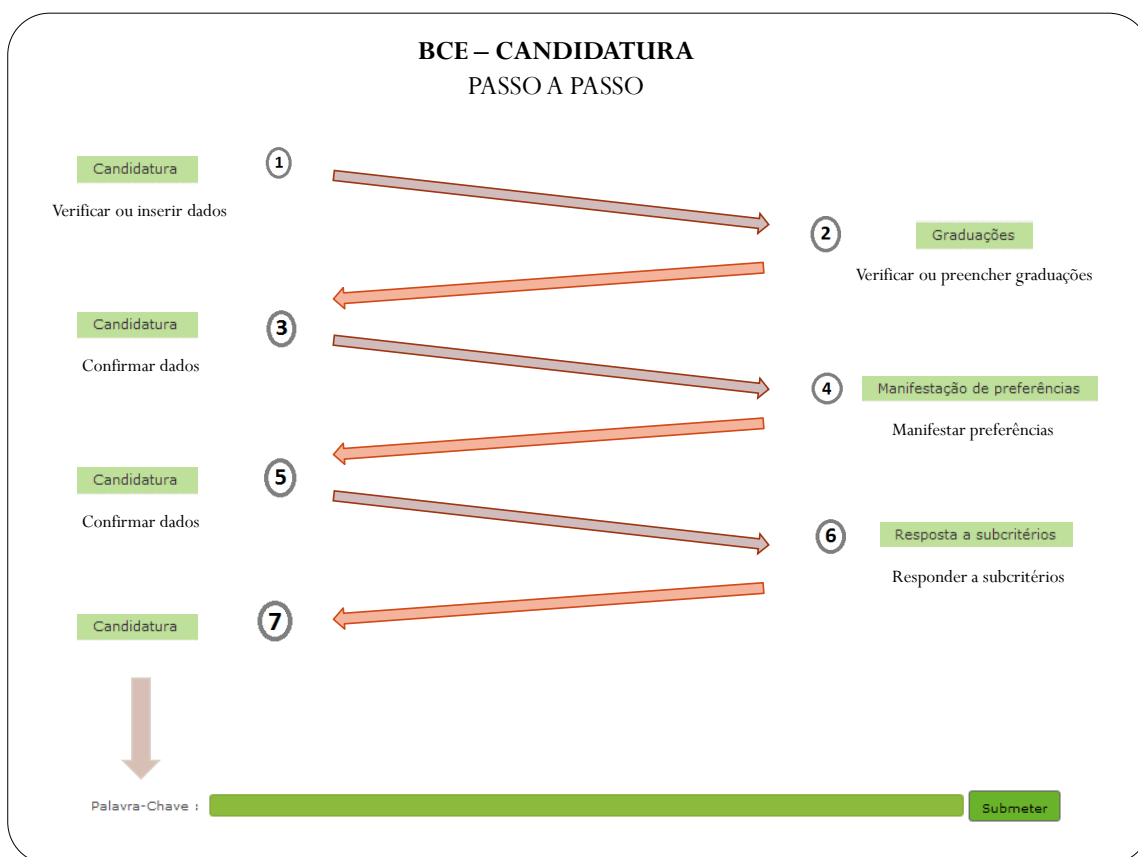 BCE – CANDIDATURA
PASSO A PASSO
Candidatura
1
Verificar ou inserir dados
2
Graduações
Verificar ou preencher graduações
Candidatura
3
Confirmar dados
4
Manifestação de preferências
Manifestar preferências
Candidatura
5
Confirmar dados
6
Resposta a subcritérios
Responder a subcritérios
Candidatura
7
Palavra-Chave :
Submeter